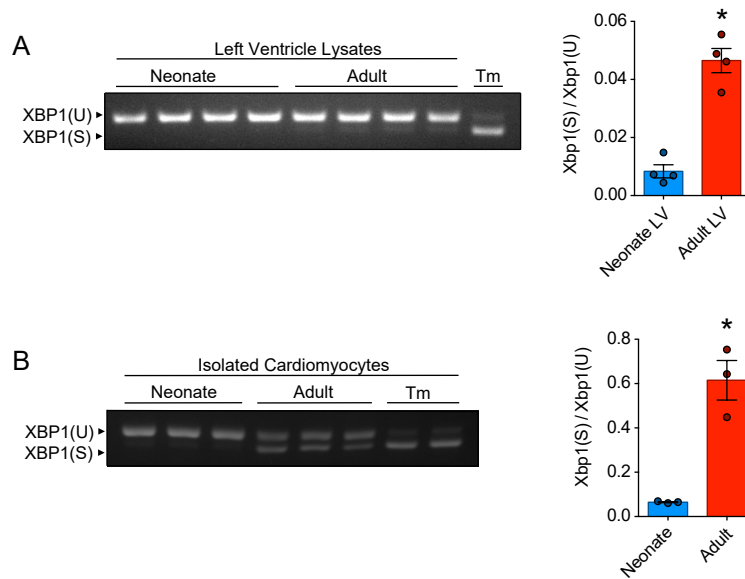 A
Left Ventricle Lysates
Neonate Adult Tm
XBP1(U)
XBP1(S)
Xbp1(S) / Xbp1(U)
0.06
0.04
0.02
0.00
*
Neonate LV
Adult LV
B
Isolated Cardiomyocytes
Neonate Adult Tm
XBP1(U)
XBP1(S)
Xbp1(S) / Xbp1(U)
0.8
0.6
0.4
0.2
0.0
*
Neonate
Adult